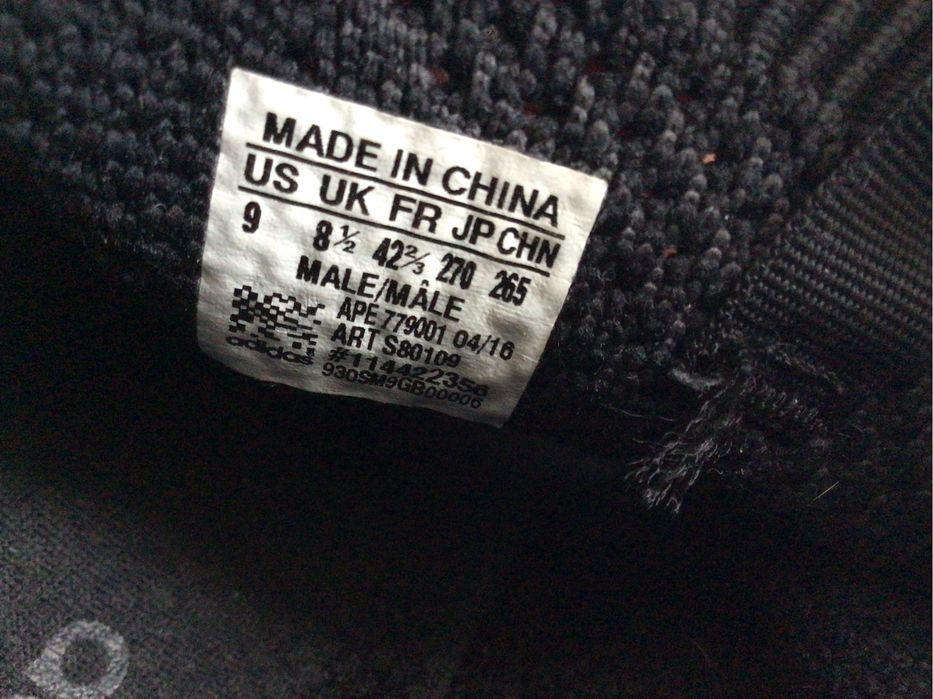 MADE IN CHINA
US UK FR JP CHN
9 8½ 42⅔ 270 265
MALE/MÂLE
APE 779001 04/16
ART S80109
#114422356
930SM9GB00006
adidas